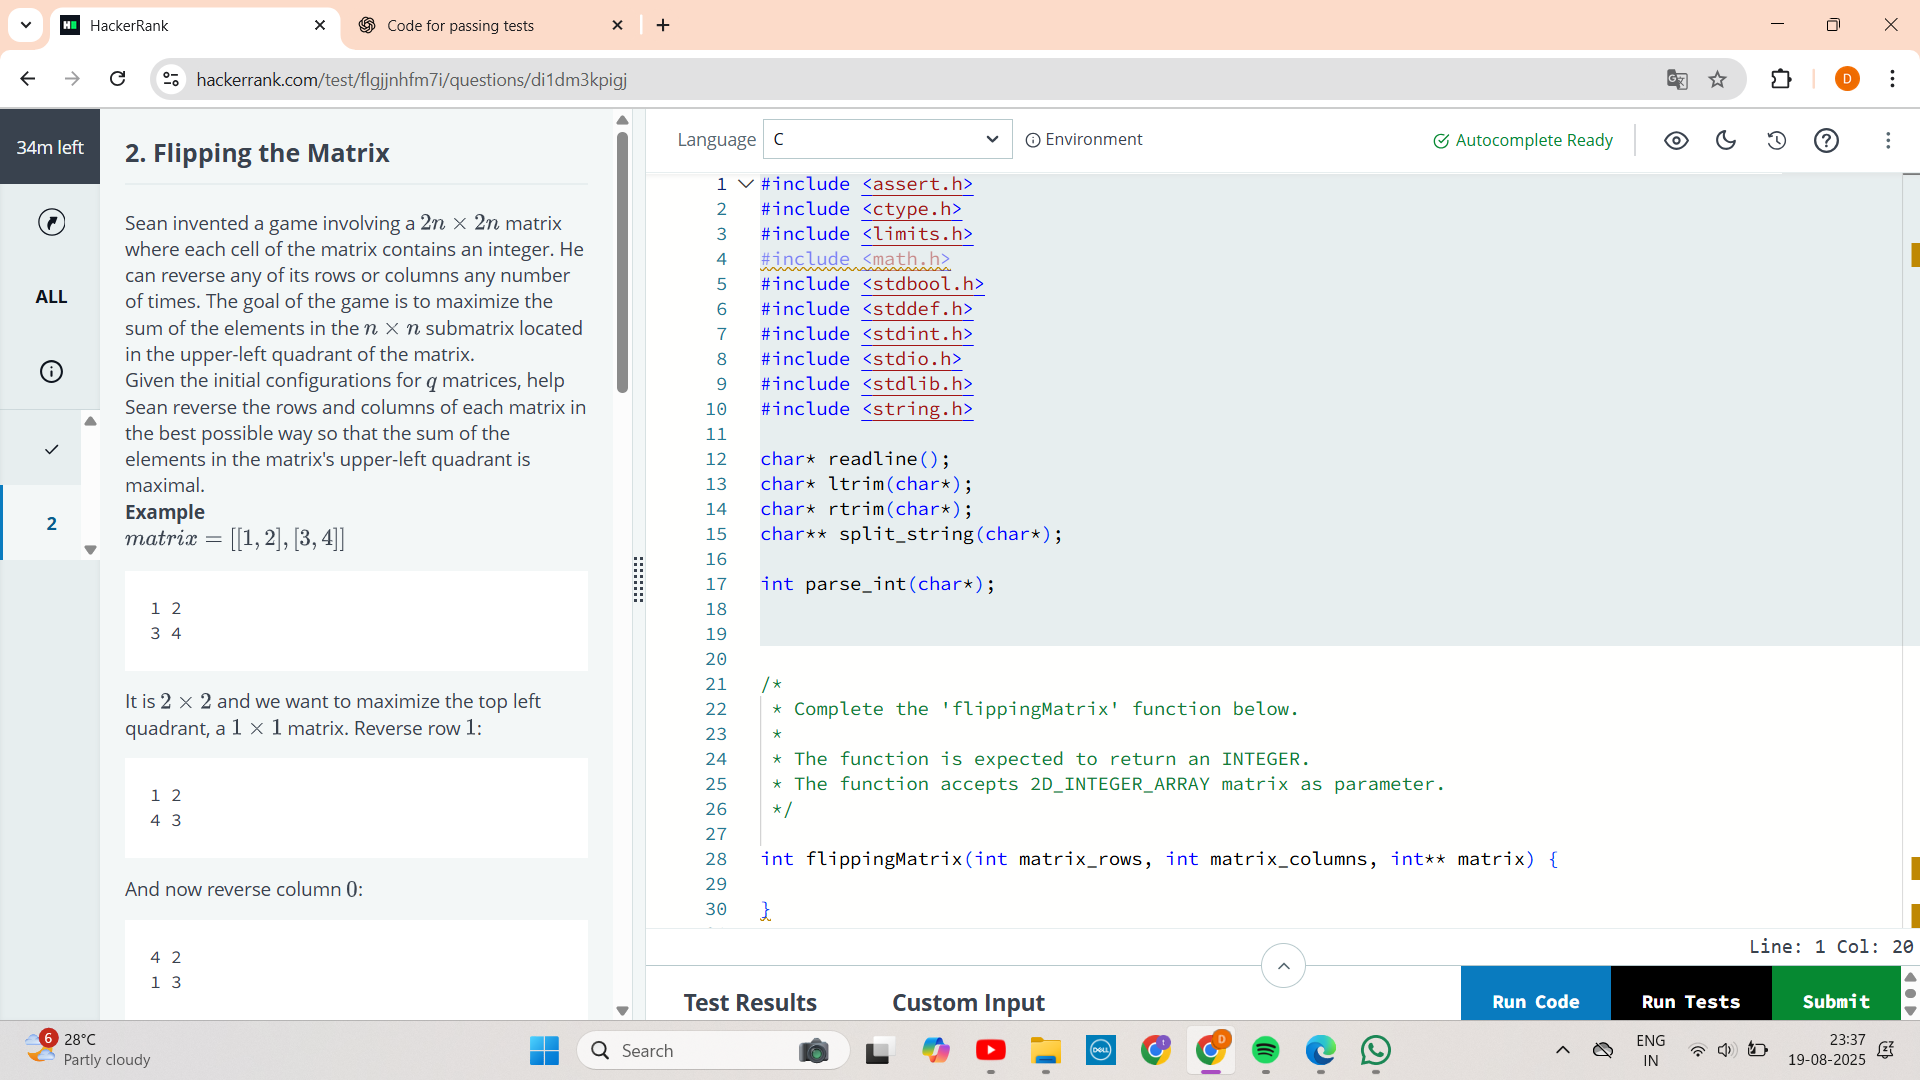 HackerRank
Code for passing tests
hackerrank.com/test/flgjjnhfm7i/questions/di1dm3kpigj
D
34m left
ALL
2
2. Flipping the Matrix
Sean invented a game involving a 2n × 2n matrix
where each cell of the matrix contains an integer. He
can reverse any of its rows or columns any number
of times. The goal of the game is to maximize the
sum of the elements in the n × n submatrix located
in the upper-left quadrant of the matrix.
Given the initial configurations for q matrices, help
Sean reverse the rows and columns of each matrix in
the best possible way so that the sum of the
elements in the matrix's upper-left quadrant is
maximal.
Example
matrix = [[1, 2], [3, 4]]
1 2
3 4
It is 2 × 2 and we want to maximize the top left
quadrant, a 1 × 1 matrix. Reverse row 1:
1 2
4 3
And now reverse column 0:
4 2
1 3
Language C Environment Autocomplete Ready
1 #include <assert.h>
2 #include <ctype.h>
3 #include <limits.h>
4 #include <math.h>
5 #include <stdbool.h>
6 #include <stddef.h>
7 #include <stdint.h>
8 #include <stdio.h>
9 #include <stdlib.h>
10 #include <string.h>
11
12 char* readline();
13 char* ltrim(char*);
14 char* rtrim(char*);
15 char** split_string(char*);
16
17 int parse_int(char*);
18
19
20
21 /*
22 * Complete the 'flippingMatrix' function below.
23 *
24 * The function is expected to return an INTEGER.
25 * The function accepts 2D_INTEGER_ARRAY matrix as parameter.
26 */
27
28 int flippingMatrix(int matrix_rows, int matrix_columns, int** matrix) {
29
30 }
Line: 1 Col: 20
Test Results Custom Input Run Code Run Tests Submit
6
28°C
Partly cloudy
Search
DELL
D
ENG
IN
23:37
19-08-2025